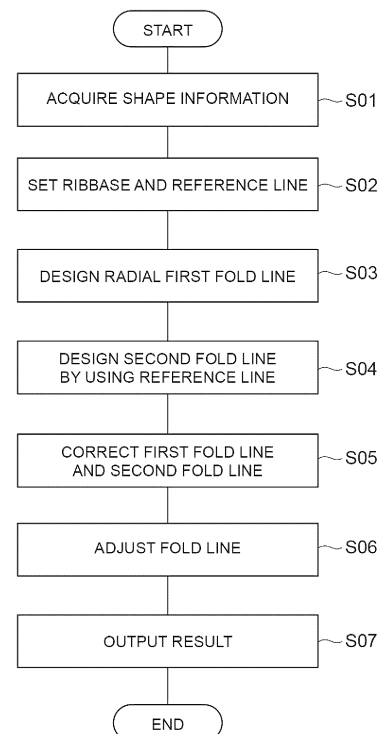 START
ACQUIRE SHAPE INFORMATION S01
SET RIBBASE AND REFERENCE LINE S02
DESIGN RADIAL FIRST FOLD LINE S03
DESIGN SECOND FOLD LINE
BY USING REFERENCE LINE S04
CORRECT FIRST FOLD LINE
AND SECOND FOLD LINE S05
ADJUST FOLD LINE S06
OUTPUT RESULT S07
END